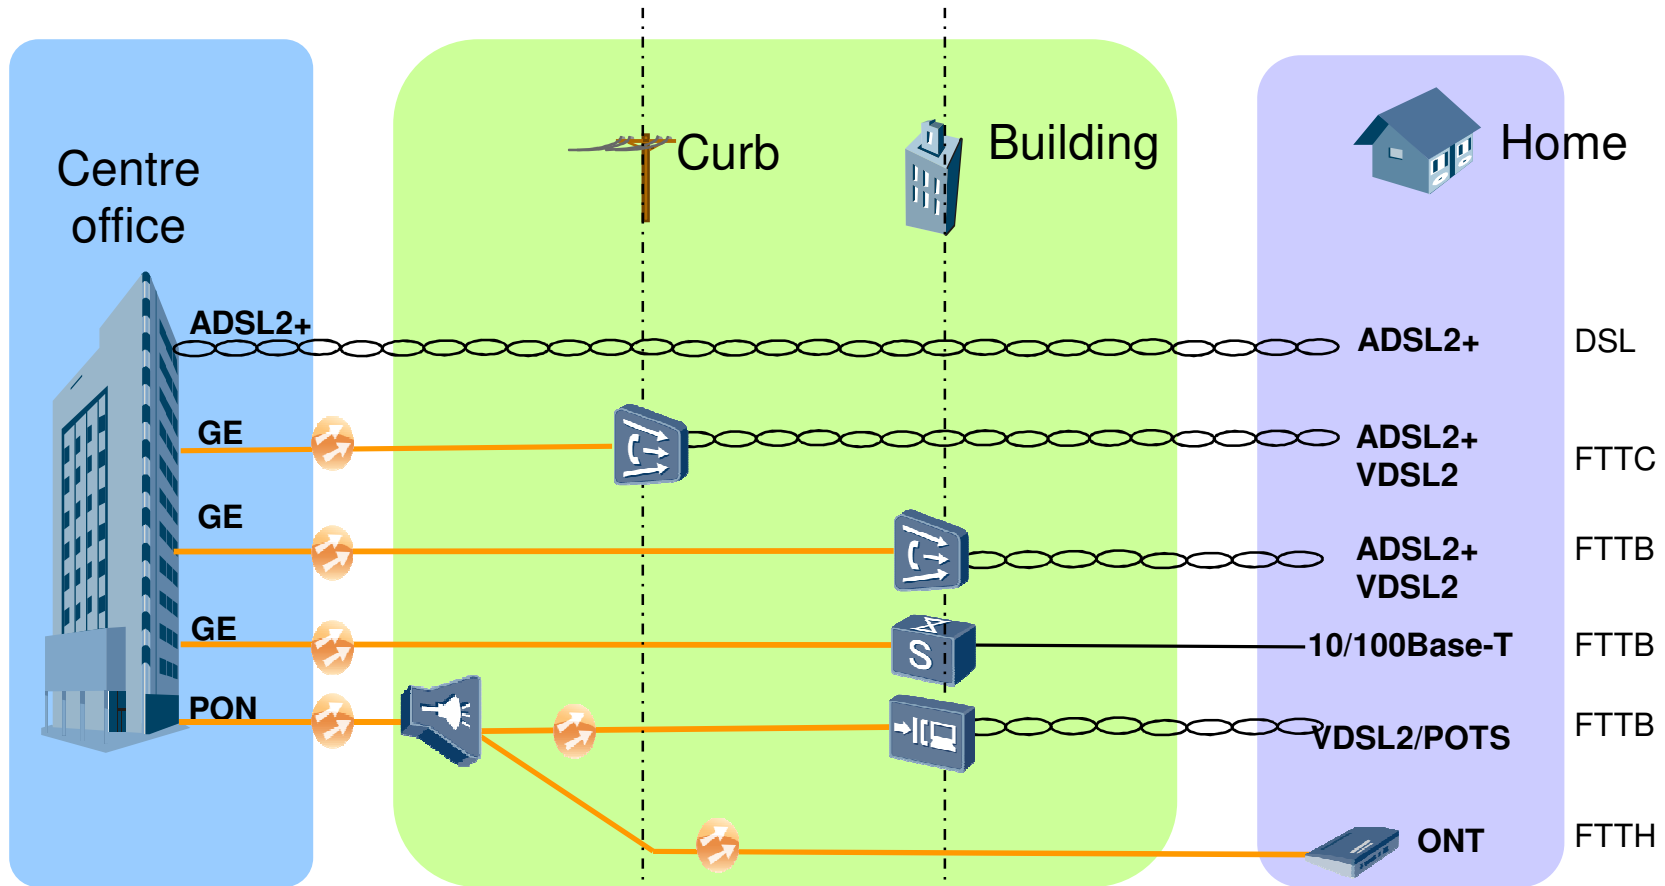 Centre
office
Curb
Building
Home
ADSL2+
ADSL2+
DSL
GE
ADSL2+
VDSL2
FTTC
GE
ADSL2+
VDSL2
FTTB
GE
S
10/100Base-T
FTTB
PON
VDSL2/POTS
FTTB
ONT
FTTH